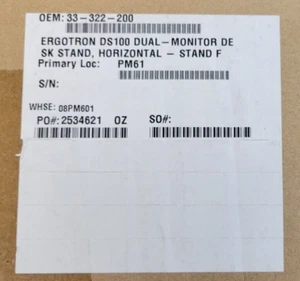 OEM: 33-322-200
ERGOTRON DS100 DUAL-MONITOR DE
SK STAND, HORIZONTAL - STAND F
Primary Loc: PM61
S/N:
WHSE: 08PM601
PO#: 2534621 OZ SO#: